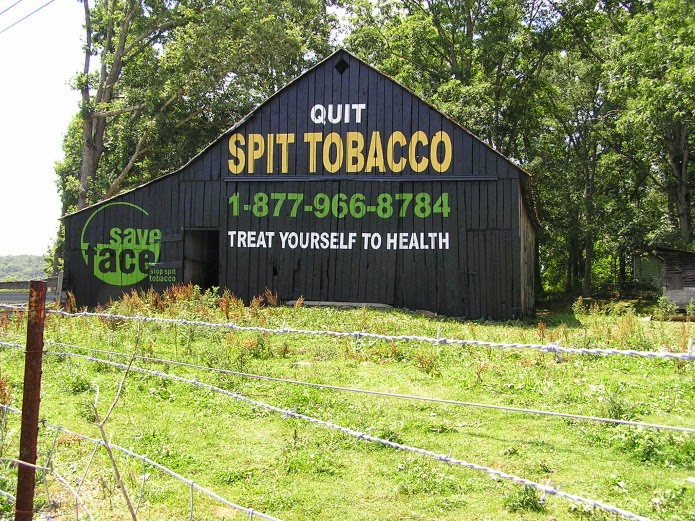 QUIT
SPIT TOBACCO
1-877-966-8784
TREAT YOURSELF TO HEALTH
save
face
stop spit
tobacco